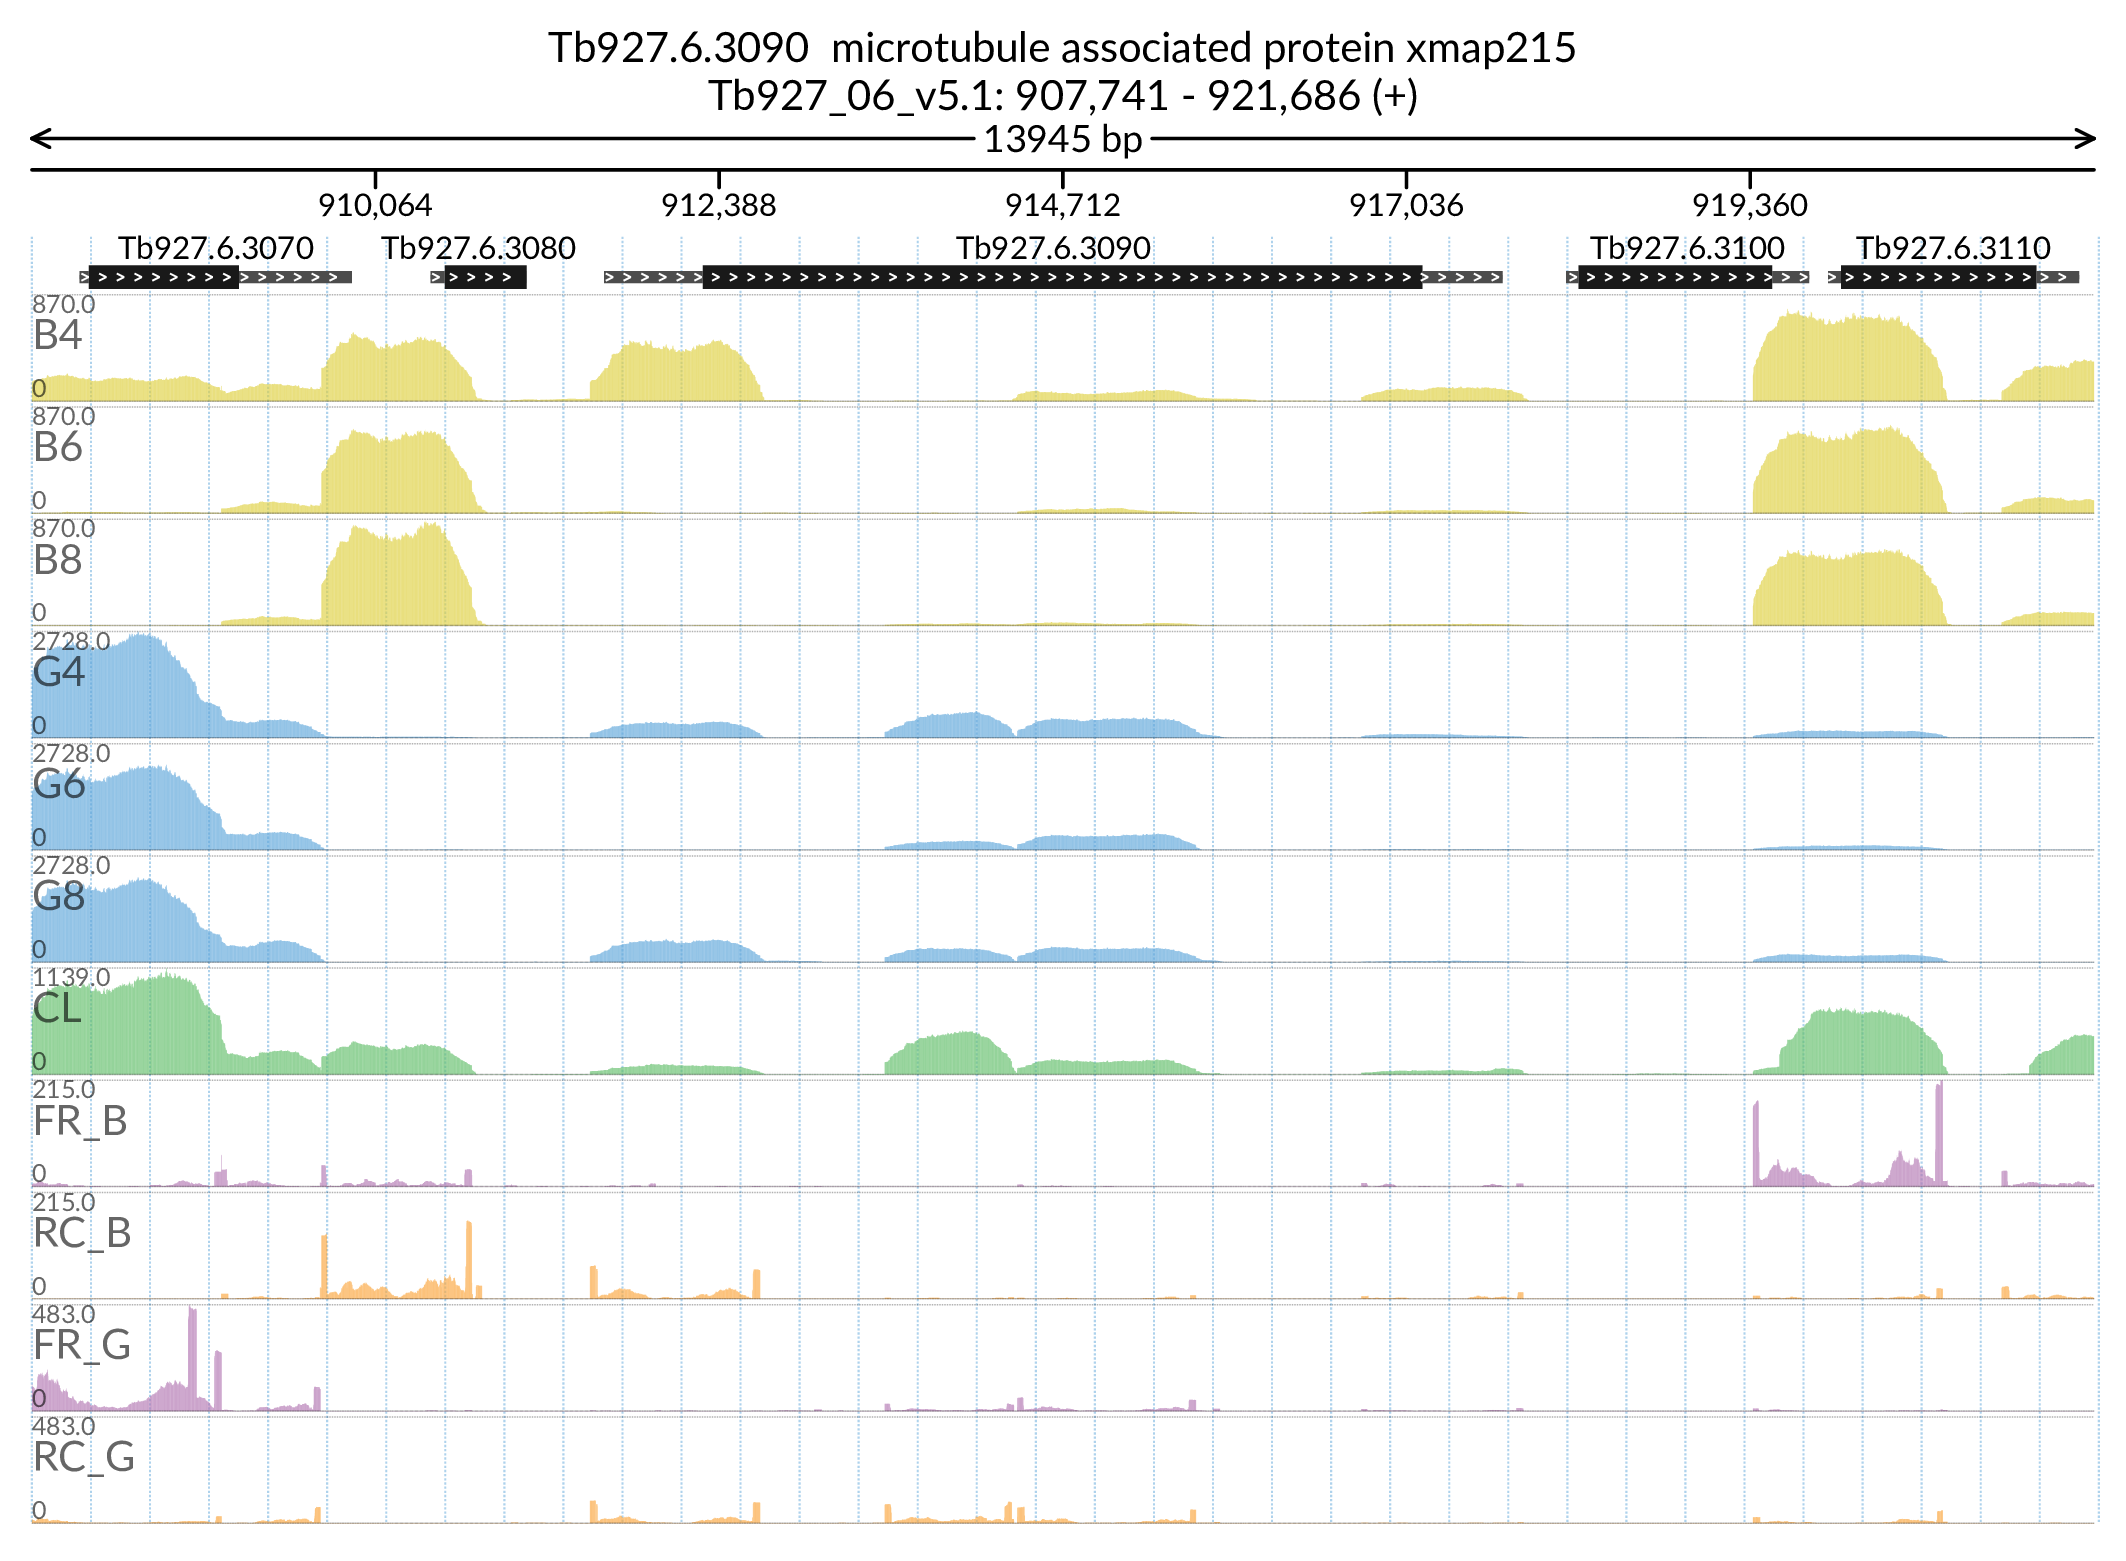 Tb927.6.3090  microtubule associated protein xmap215
Tb927_06_v5.1: 907,741 - 921,686 (+)
13945 bp
910,064 912,388 914,712 917,036 919,360
Tb927.6.3070 Tb927.6.3080 Tb927.6.3090 Tb927.6.3100 Tb927.6.3110
870.0
B4
0
870.0
B6
0
870.0
B8
0
2728.0
G4
0
2728.0
G6
0
2728.0
G8
0
1139.0
CL
0
215.0
FR_B
0
215.0
RC_B
0
483.0
FR_G
0
483.0
RC_G
0